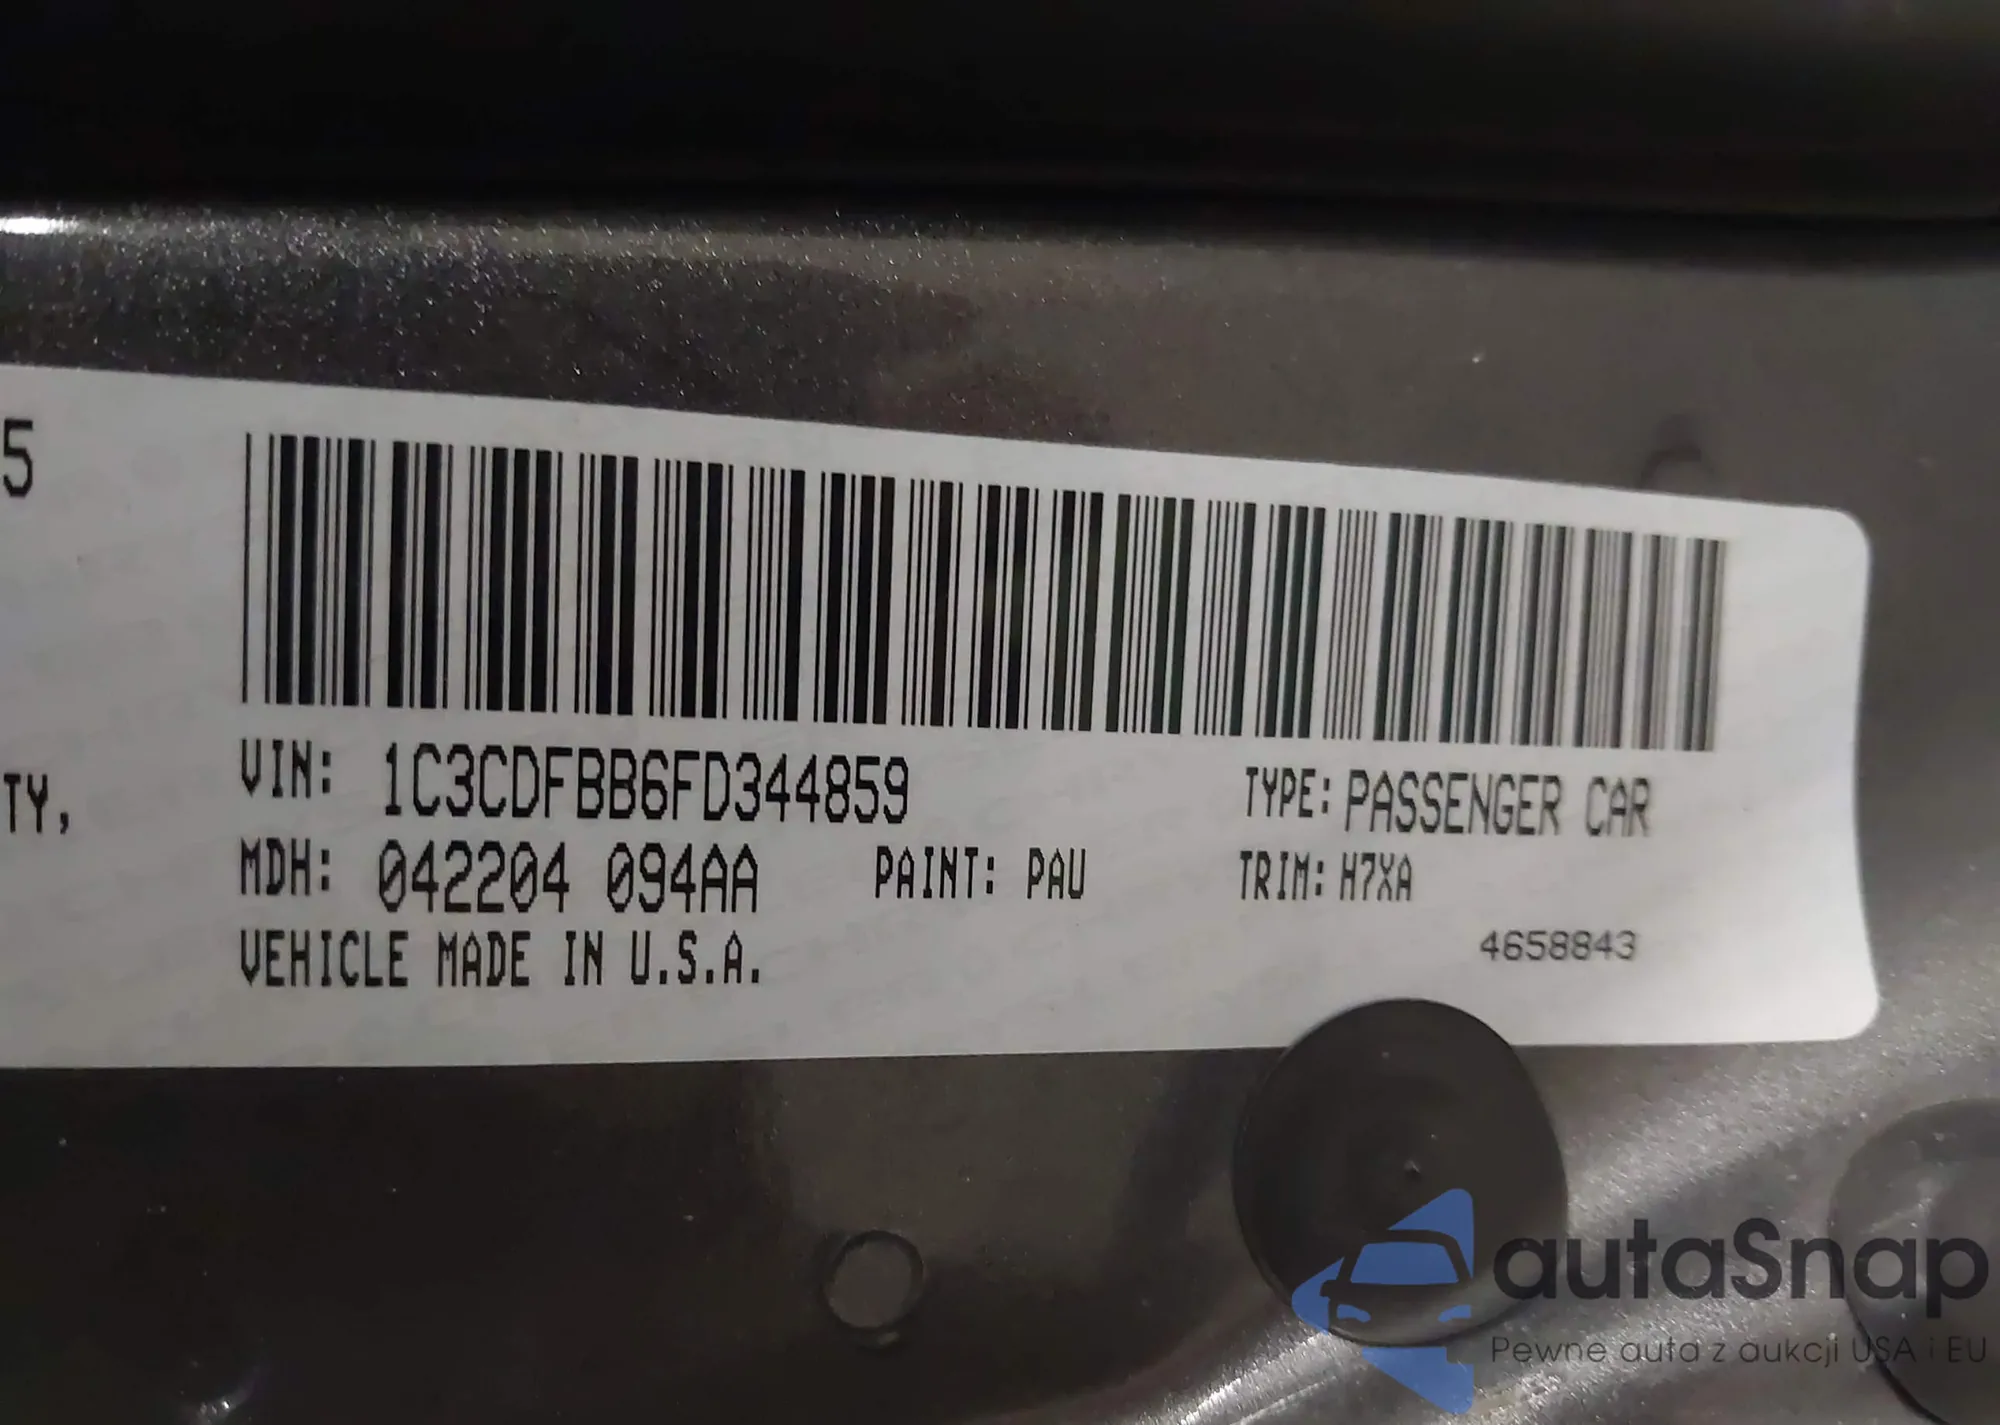 5
TY,
VIN: 1C3CDFBB6FD344859 TYPE: PASSENGER CAR
MDH: 042204 094AA PAINT: PAU TRIM: H7XA
VEHICLE MADE IN U.S.A. 4658843
autaSnap
Pewne auta z aukcji USA i EU